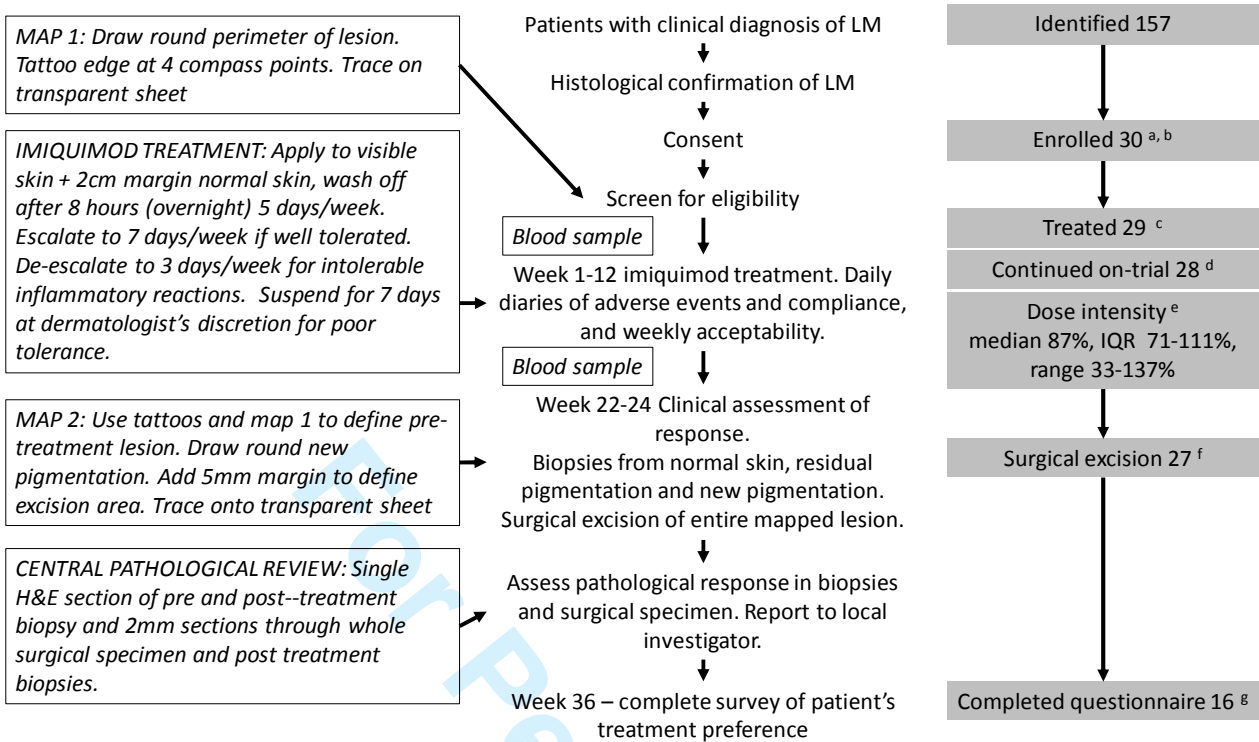 MAP 1: Draw round perimeter of lesion.
Tattoo edge at 4 compass points. Trace on
transparent sheet
IMIQUIMOD TREATMENT: Apply to visible
skin + 2cm margin normal skin, wash off
after 8 hours (overnight) 5 days/week.
Escalate to 7 days/week if well tolerated.
De-escalate to 3 days/week for intolerable
inflammatory reactions. Suspend for 7 days
at dermatologist's discretion for poor
tolerance.
MAP 2: Use tattoos and map 1 to define pre-
treatment lesion. Draw round new
pigmentation. Add 5mm margin to define
excision area. Trace onto transparent sheet
CENTRAL PATHOLOGICAL REVIEW: Single
H&E section of pre and post--treatment
biopsy and 2mm sections through whole
surgical specimen and post treatment
biopsies.
Patients with clinical diagnosis of LM
Histological confirmation of LM
Consent
Screen for eligibility
Blood sample
Week 1-12 imiquimod treatment. Daily
diaries of adverse events and compliance,
and weekly acceptability.
Blood sample
Week 22-24 Clinical assessment of
response.
Biopsies from normal skin, residual
pigmentation and new pigmentation.
Surgical excision of entire mapped lesion.
Assess pathological response in biopsies
and surgical specimen. Report to local
investigator.
Week 36 – complete survey of patient's
treatment preference
Identified 157
Enrolled 30 a, b
Treated 29 c
Continued on-trial 28 d
Dose intensity e
median 87%, IQR 71-111%,
range 33-137%
Surgical excision 27 f
Completed questionnaire 16 g
For Pe